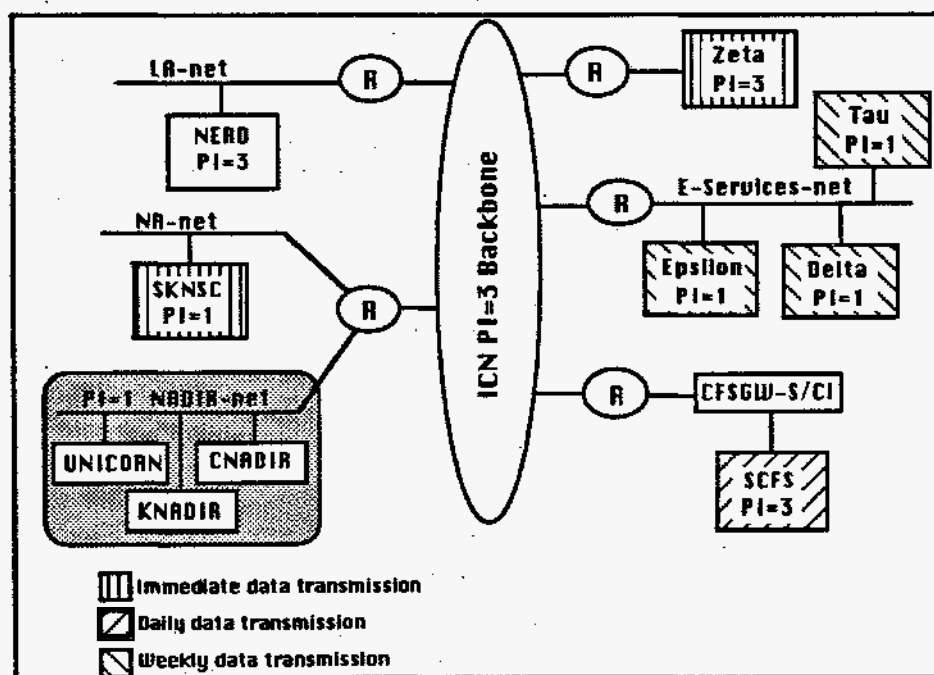 LA-net
R
R
Zeta
PI=3
NERD
PI=3
Tau
PI=1
ICN PI=3 Backbone
E-Services-net
R
NA-net
$KNSC
PI=1
R
Epsilon
PI=1
Delta
PI=1
PI=1 NADIR-net
UNICORN
CNADIR
KNADIR
R
CFSGW-S/CI
$CFS
PI=3
Immediate data transmission
Daily data transmission
Weekly data transmission